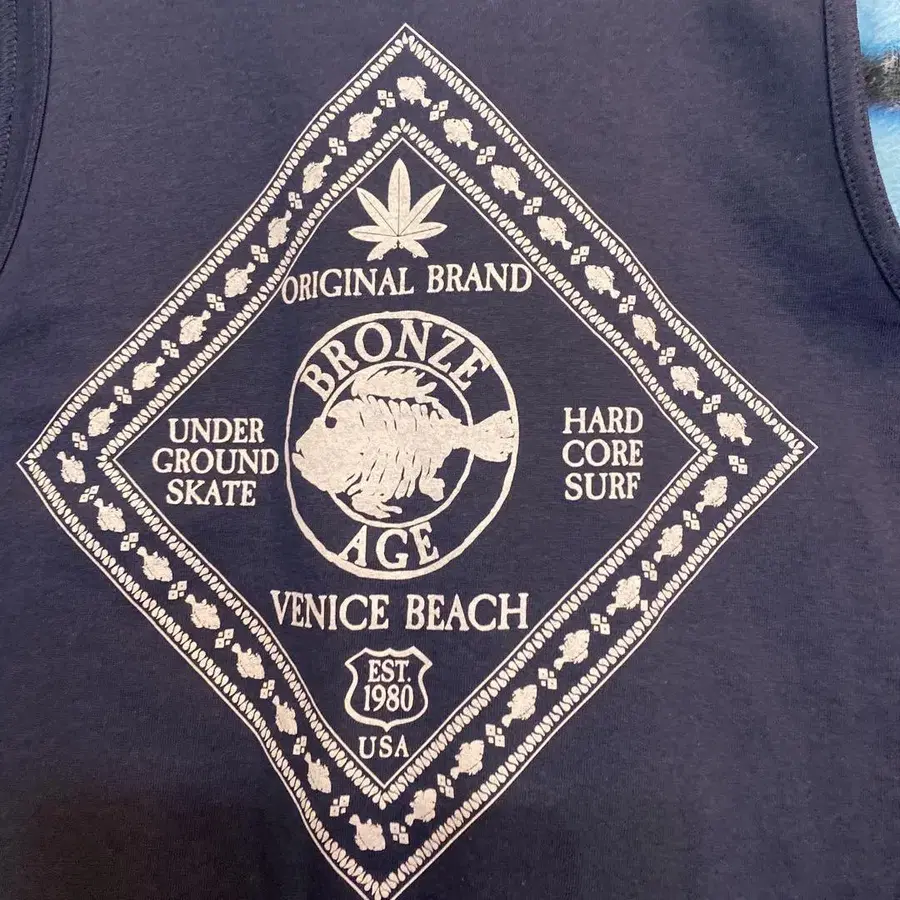 ORIGINAL BRAND
BRONZE
AGE
UNDER
GROUND
SKATE
HARD
CORE
SURF
VENICE BEACH
EST.
1980
USA